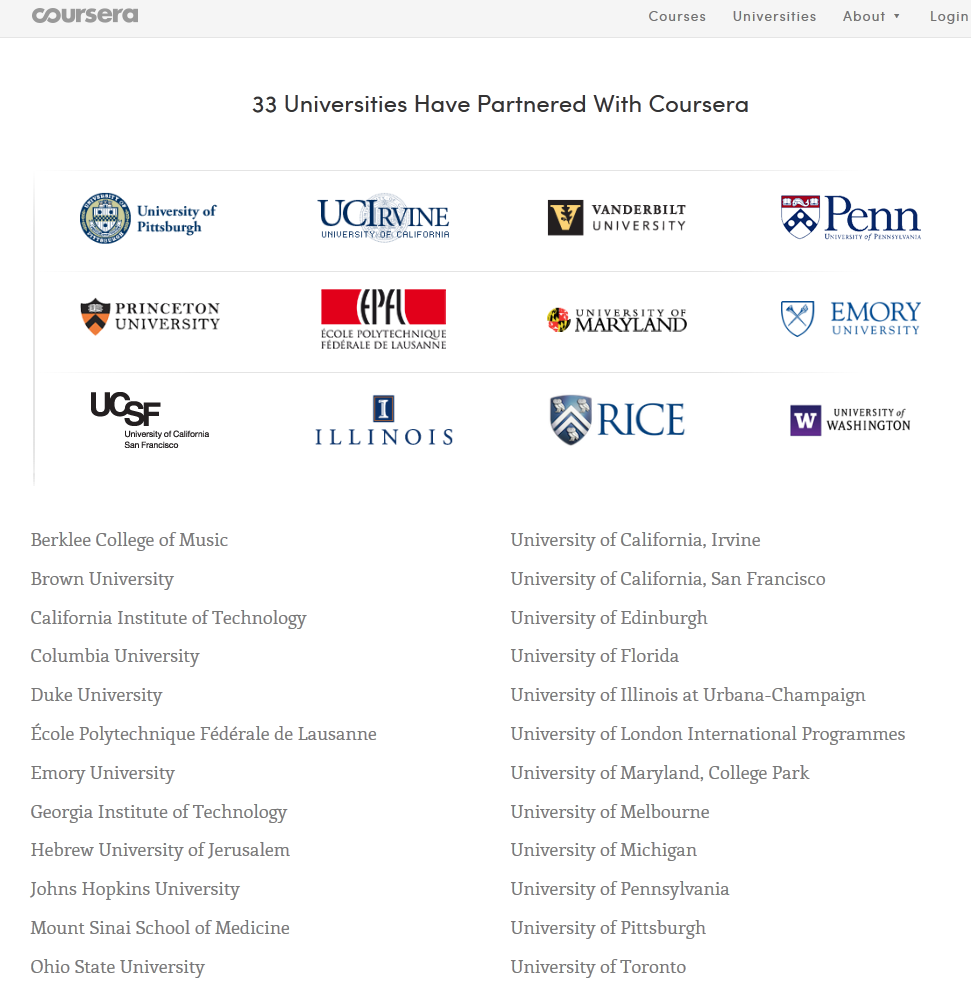 coursera
Courses Universities About ▼ Login
33 Universities Have Partnered With Coursera
University of
Pittsburgh
UCIRVINE
UNIVERSITY OF CALIFORNIA
VANDERBILT
UNIVERSITY
Penn
UNIVERSITY of PENNSYLVANIA
PRINCETON
UNIVERSITY
EPFL
ÉCOLE POLYTECHNIQUE
FÉDÉRALE DE LAUSANNE
UNIVERSITY OF
MARYLAND
EMORY
UNIVERSITY
UCSF
University of California
San Francisco
I
ILLINOIS
RICE
W
UNIVERSITY of
WASHINGTON
Berklee College of Music
Brown University
California Institute of Technology
Columbia University
Duke University
École Polytechnique Fédérale de Lausanne
Emory University
Georgia Institute of Technology
Hebrew University of Jerusalem
Johns Hopkins University
Mount Sinai School of Medicine
Ohio State University
University of California, Irvine
University of California, San Francisco
University of Edinburgh
University of Florida
University of Illinois at Urbana-Champaign
University of London International Programmes
University of Maryland, College Park
University of Melbourne
University of Michigan
University of Pennsylvania
University of Pittsburgh
University of Toronto